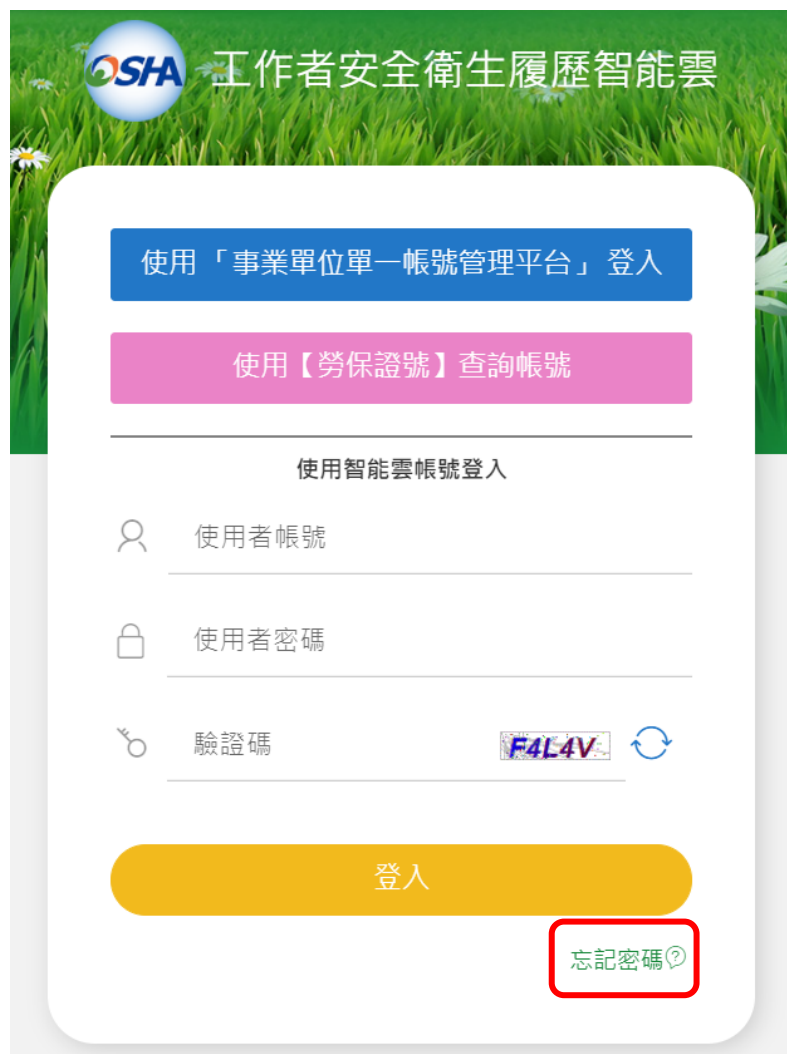 OSHA 工作者安全衛生履歷智能雲
使用「事業單位單一帳號管理平台」登入
使用【勞保證號】查詢帳號
使用智能雲帳號登入
使用者帳號
使用者密碼
驗證碼 F4L4V
登入
忘記密碼?